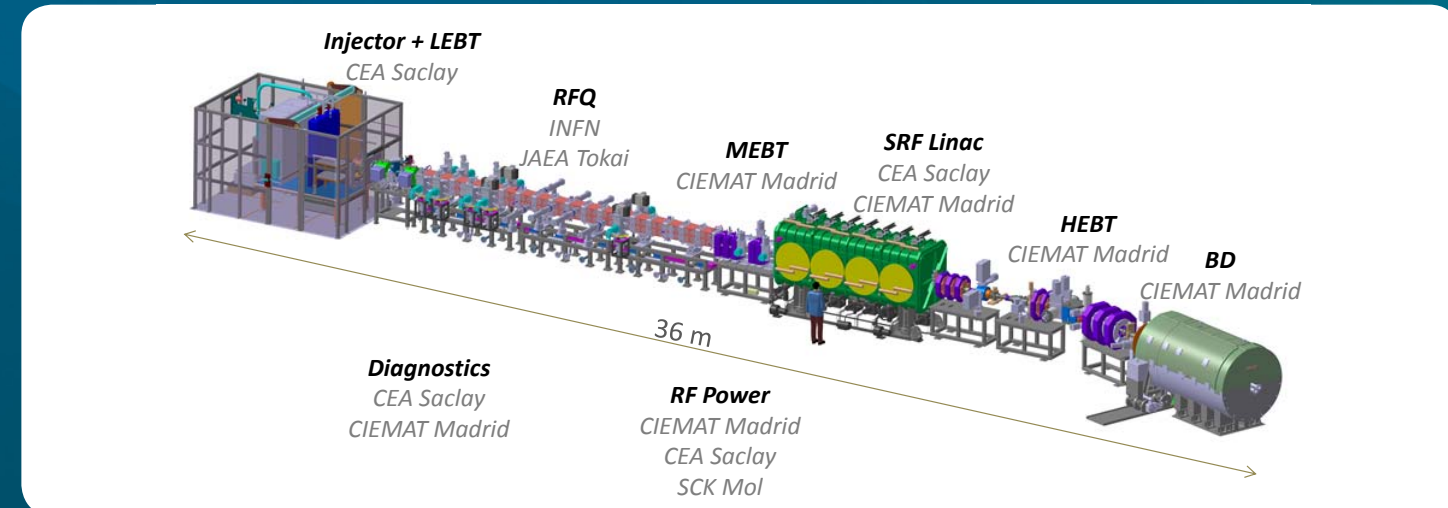 Injector + LEBT
CEA Saclay
RFQ
INFN
JAEA Tokai
MEBT
CIEMAT Madrid
SRF Linac
CEA Saclay
CIEMAT Madrid
HEBT
CIEMAT Madrid
BD
CIEMAT Madrid
36 m
Diagnostics
CEA Saclay
CIEMAT Madrid
RF Power
CIEMAT Madrid
CEA Saclay
SCK Mol